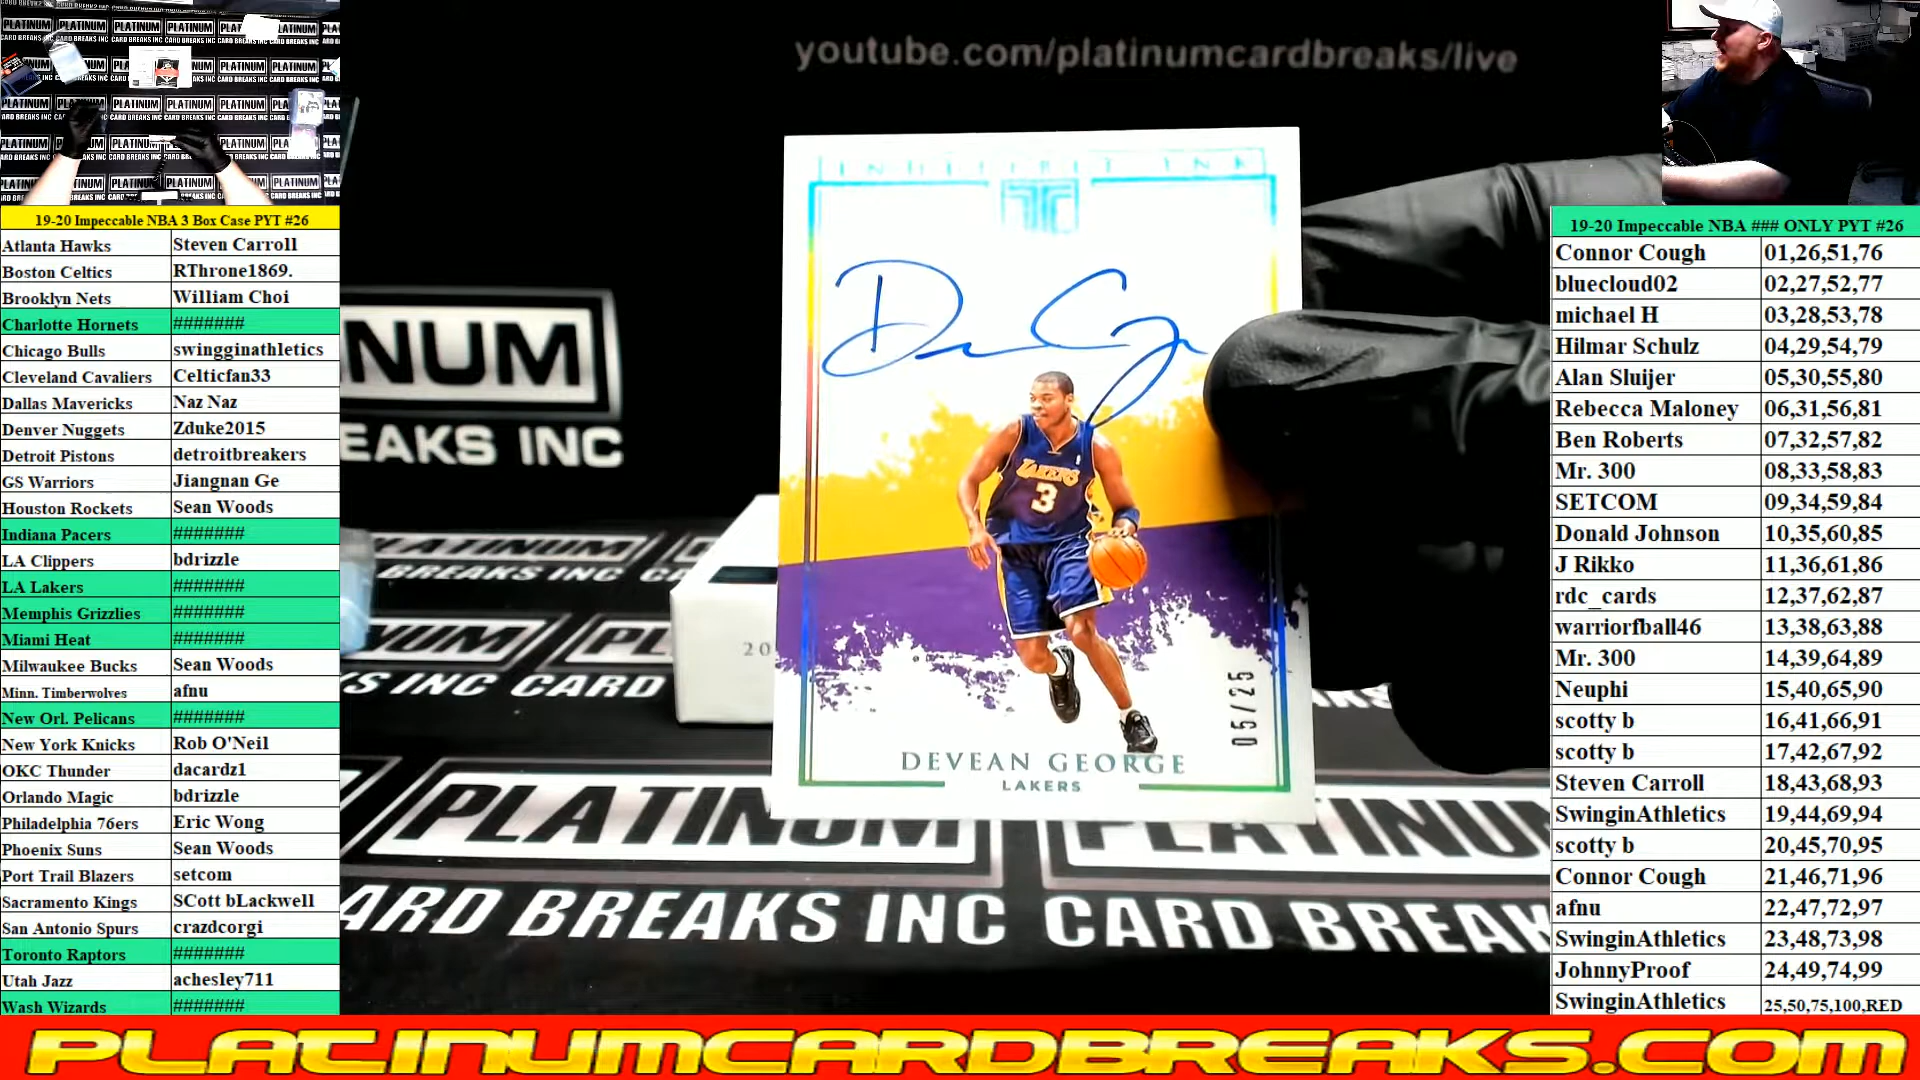 youtube.com/platinumcardbreaks/live
19-20 Impeccable NBA 3 Box Case PYT #26
Atlanta Hawks Steven Carroll
Boston Celtics RThrone1869.
Brooklyn Nets William Choi
Charlotte Hornets #######
Chicago Bulls swingginathletics
Cleveland Cavaliers Celticfan33
Dallas Mavericks Naz Naz
Denver Nuggets Zduke2015
Detroit Pistons detroitbreakers
GS Warriors Jiangnan Ge
Houston Rockets Sean Woods
Indiana Pacers #######
LA Clippers bdrizzle
LA Lakers #######
Memphis Grizzlies #######
Miami Heat #######
Milwaukee Bucks Sean Woods
Minn. Timberwolves afnu
New Orl. Pelicans #######
New York Knicks Rob O'Neil
OKC Thunder dacardz1
Orlando Magic bdrizzle
Philadelphia 76ers Eric Wong
Phoenix Suns Sean Woods
Port Trail Blazers setcom
Sacramento Kings SCott bLackwell
San Antonio Spurs crazdcorgi
Toronto Raptors #######
Utah Jazz achesley711
Wash Wizards #######
LAKERS
3
05/25
DEVEAN GEORGE
LAKERS
20
NUM
EAKS INC
PLATINUM
BREAKS INC
S INC CARD
PLATINUM PLATINUM
CARD BREAKS INC CARD BREAK
19-20 Impeccable NBA ### ONLY PYT #26
Connor Cough 01,26,51,76
bluecloud02 02,27,52,77
michael H 03,28,53,78
Hilmar Schulz 04,29,54,79
Alan Sluijer 05,30,55,80
Rebecca Maloney 06,31,56,81
Ben Roberts 07,32,57,82
Mr. 300 08,33,58,83
SETCOM 09,34,59,84
Donald Johnson 10,35,60,85
J Rikko 11,36,61,86
rdc_cards 12,37,62,87
warriorfball46 13,38,63,88
Mr. 300 14,39,64,89
Neuphi 15,40,65,90
scotty b 16,41,66,91
scotty b 17,42,67,92
Steven Carroll 18,43,68,93
SwinginAthletics 19,44,69,94
scotty b 20,45,70,95
Connor Cough 21,46,71,96
afnu 22,47,72,97
SwinginAthletics 23,48,73,98
JohnnyProof 24,49,74,99
SwinginAthletics 25,50,75,100,RED
PLATINUMCARDBREAKS.COM